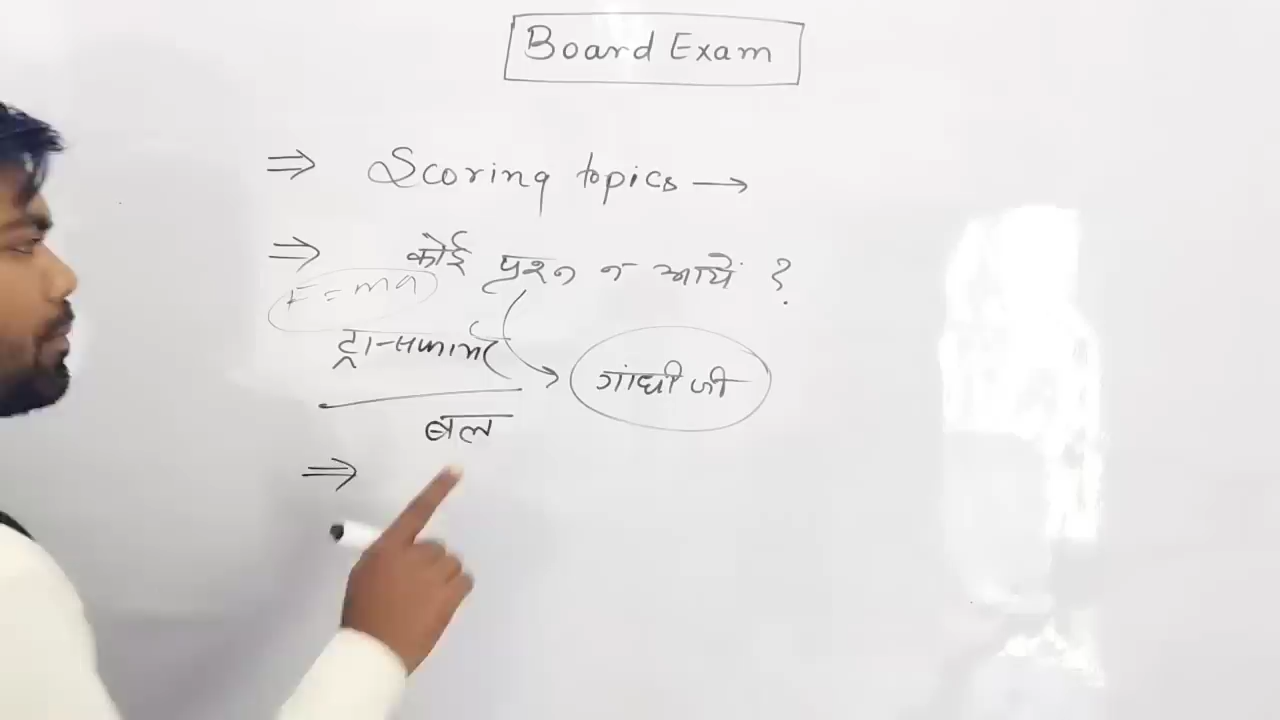 Board Exam
⇒ Scoring topics →
⇒ कोई प्रश्न न आये ?
F = ma
गांधी जी
बल
⇒